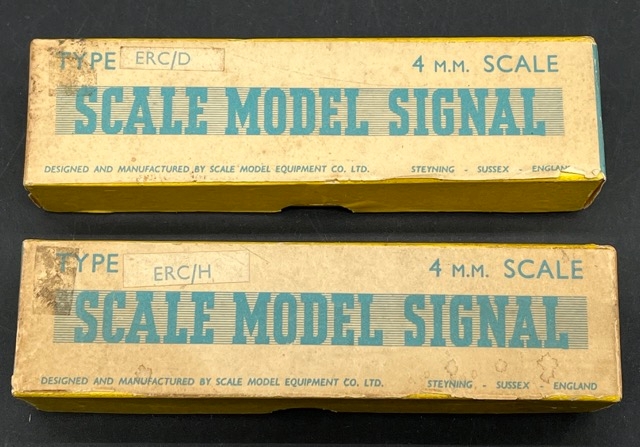 TYPE ERC/D 4 M.M. SCALE
SCALE MODEL SIGNAL
DESIGNED AND MANUFACTURED BY SCALE MODEL EQUIPMENT CO. LTD. STEYNING - SUSSEX - ENGLAND
TYPE ERC/H 4 M.M. SCALE
SCALE MODEL SIGNAL
DESIGNED AND MANUFACTURED BY SCALE MODEL EQUIPMENT CO. LTD. STEYNING - SUSSEX - ENGLAND